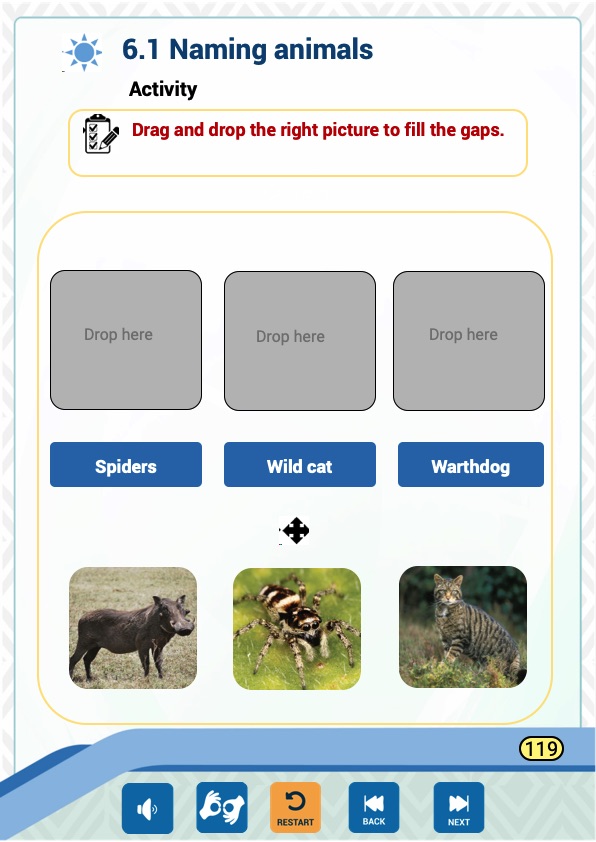 6.1 Naming animals
Activity
Drag and drop the right picture to fill the gaps.
Drop here
Drop here
Drop here
Spiders
Wild cat
Warthdog
119
RESTART
BACK
NEXT